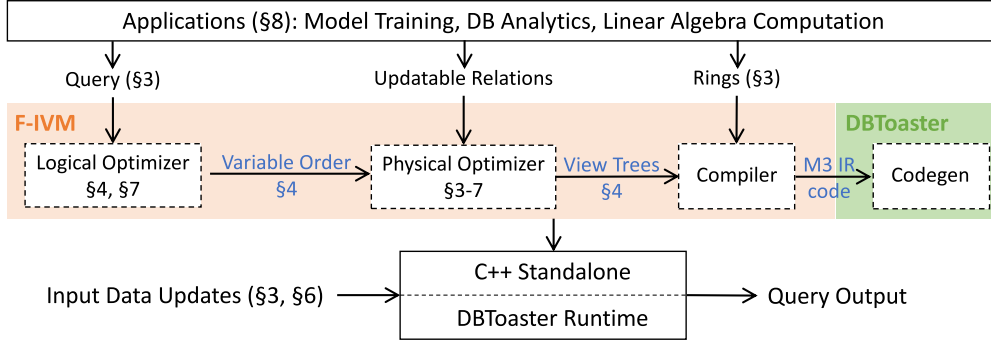 Applications (§8): Model Training, DB Analytics, Linear Algebra Computation
Query (§3)
Updatable Relations
Rings (§3)
F-IVM
DBToaster
Logical Optimizer
§4, §7
Variable Order
§4
Physical Optimizer
§3-7
View Trees
§4
Compiler
M3 IR
code
Codegen
C++ Standalone
Input Data Updates (§3, §6)
Query Output
DBToaster Runtime